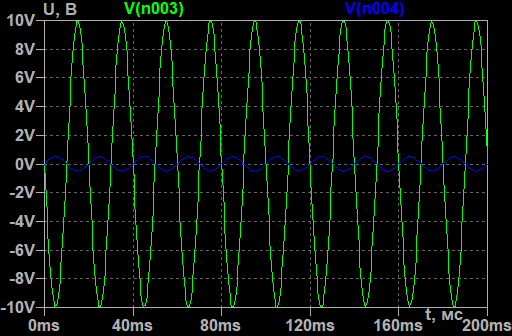 U, В V(n003) V(n004)
10V
8V
6V
4V
2V
0V
-2V
-4V
-6V
-8V
-10V
t, мс
0ms 40ms 80ms 120ms 160ms 200ms